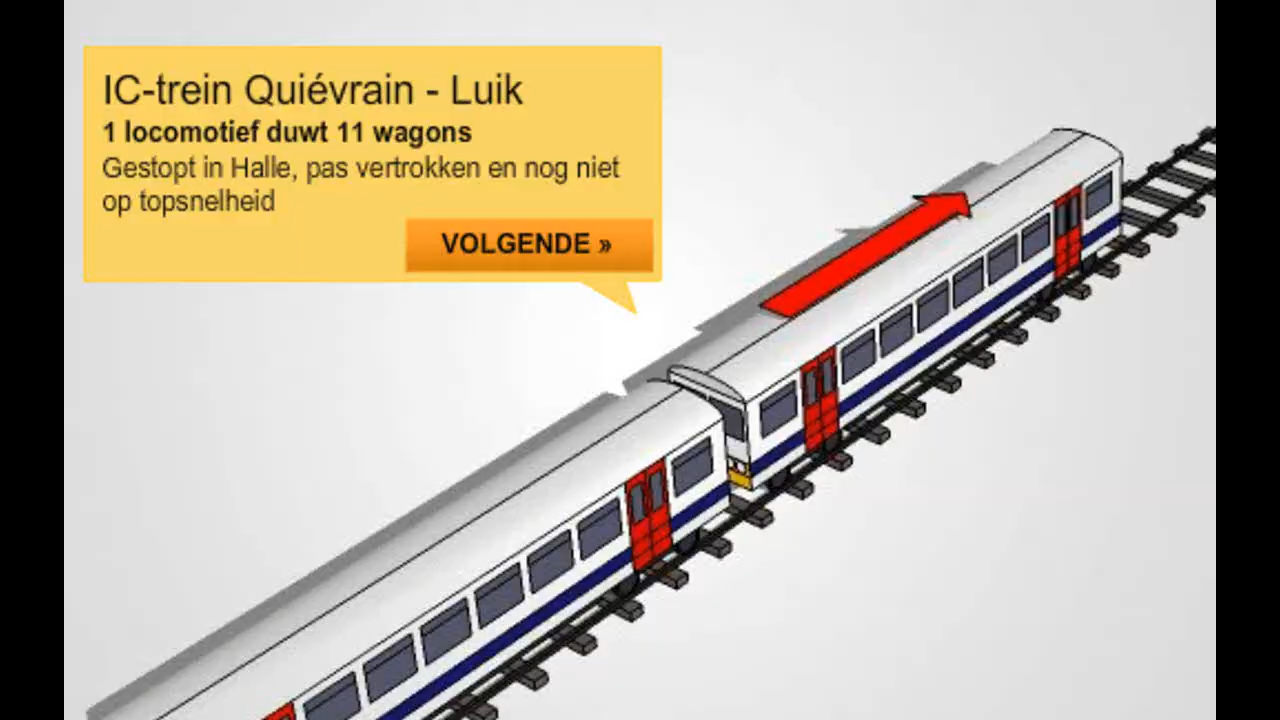 IC-trein Quiévrain - Luik
1 locomotief duwt 11 wagons
Gestopt in Halle, pas vertrokken en nog niet
op topsnelheid
VOLGENDE »